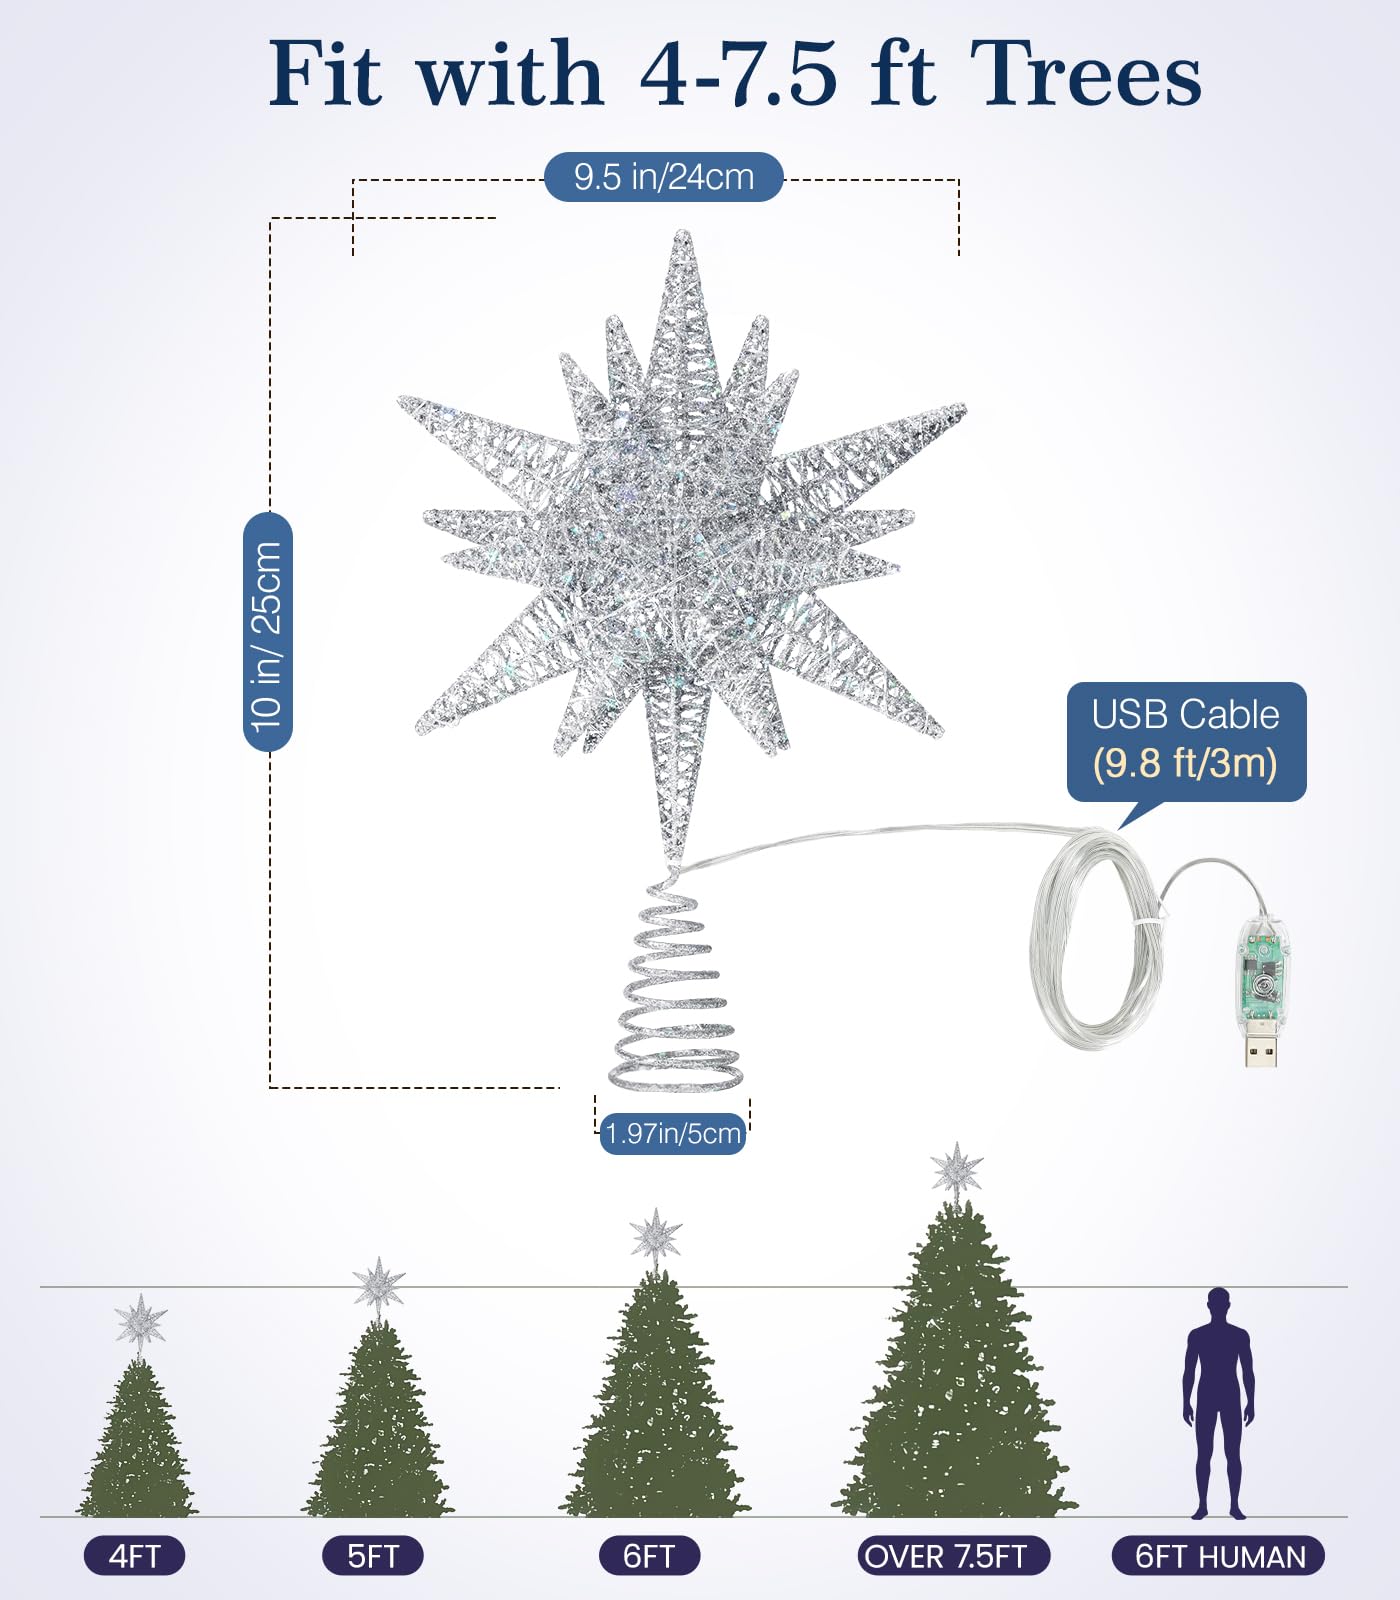 Fit with 4-7.5 ft Trees
9.5 in/24cm
10 in/ 25cm
USB Cable
(9.8 ft/3m)
1.97in/5cm
4FT
5FT
6FT
OVER 7.5FT
6FT HUMAN